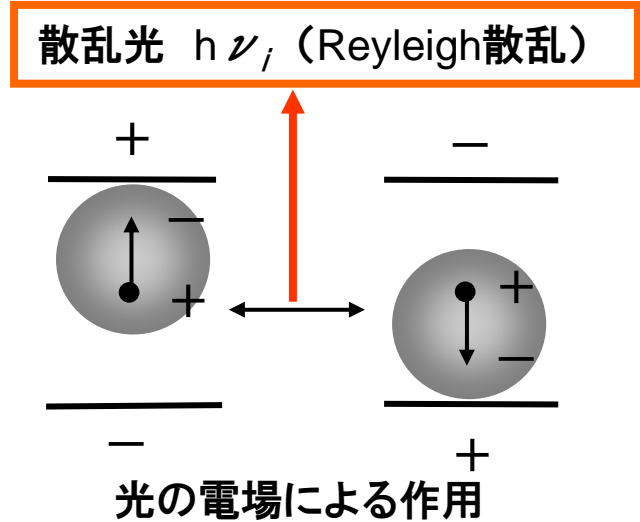 散乱光 hνi（Reyleigh散乱）
+ −
−
+ +
−
− +
光の電場による作用